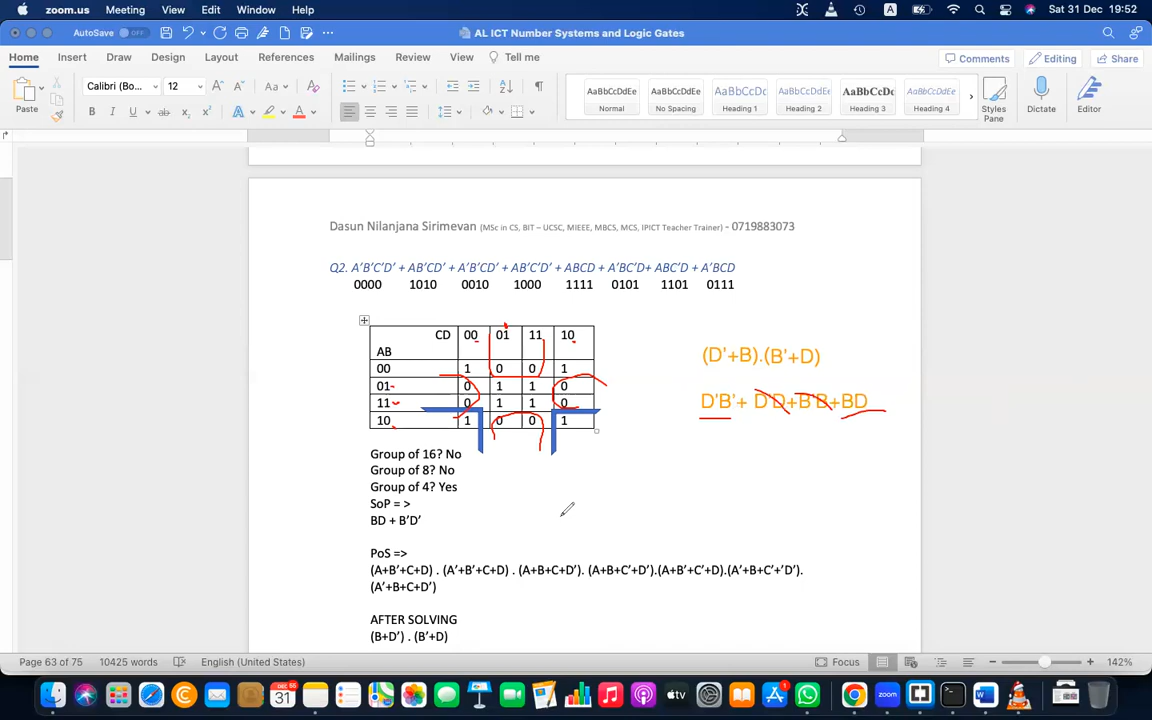 zoom.us Meeting View Edit Window Help A Sat 31 Dec 19:52
AutoSave OFF AL ICT Number Systems and Logic Gates
Home Insert Draw Design Layout References Mailings Review View Tell me Comments Editing Share
Paste Calibri (Bo... 12 Aa AaBbCcDdEe AaBbCcDdEe AaBbCcDc AaBbCcDdEe AaBbCcDc AaBbCcDdEe
B I U ab x A A Normal No Spacing Heading 1 Heading 2 Heading 3 Heading 4 Styles Pane Dictate Editor
Dasun Nilanjana Sirimevan (MSc in CS, BIT – UCSC, MIEEE, MBCS, MCS, IPICT Teacher Trainer) - 0719883073
Q2. A'B'C'D' + AB'CD' + A'B'CD' + AB'C'D' + ABCD + A'BC'D+ ABC'D + A'BCD
0000 1010 0010 1000 1111 0101 1101 0111
CD 00 01 11 10
AB
00 1 0 0 1
01 0 1 1 0
11 0 1 1 0
10 1 0 0 1
(D'+B).(B'+D)
D'B'+ D'D+B'B+BD
Group of 16? No
Group of 8? No
Group of 4? Yes
SoP = >
BD + B'D'
PoS =>
(A+B'+C+D) . (A'+B'+C+D) . (A+B+C+D'). (A+B+C'+D').(A+B'+C'+D).(A'+B+C'+'D').
(A'+B+C+D')
AFTER SOLVING
(B+D') . (B'+D)
Page 63 of 75 10425 words English (United States) Focus 142%